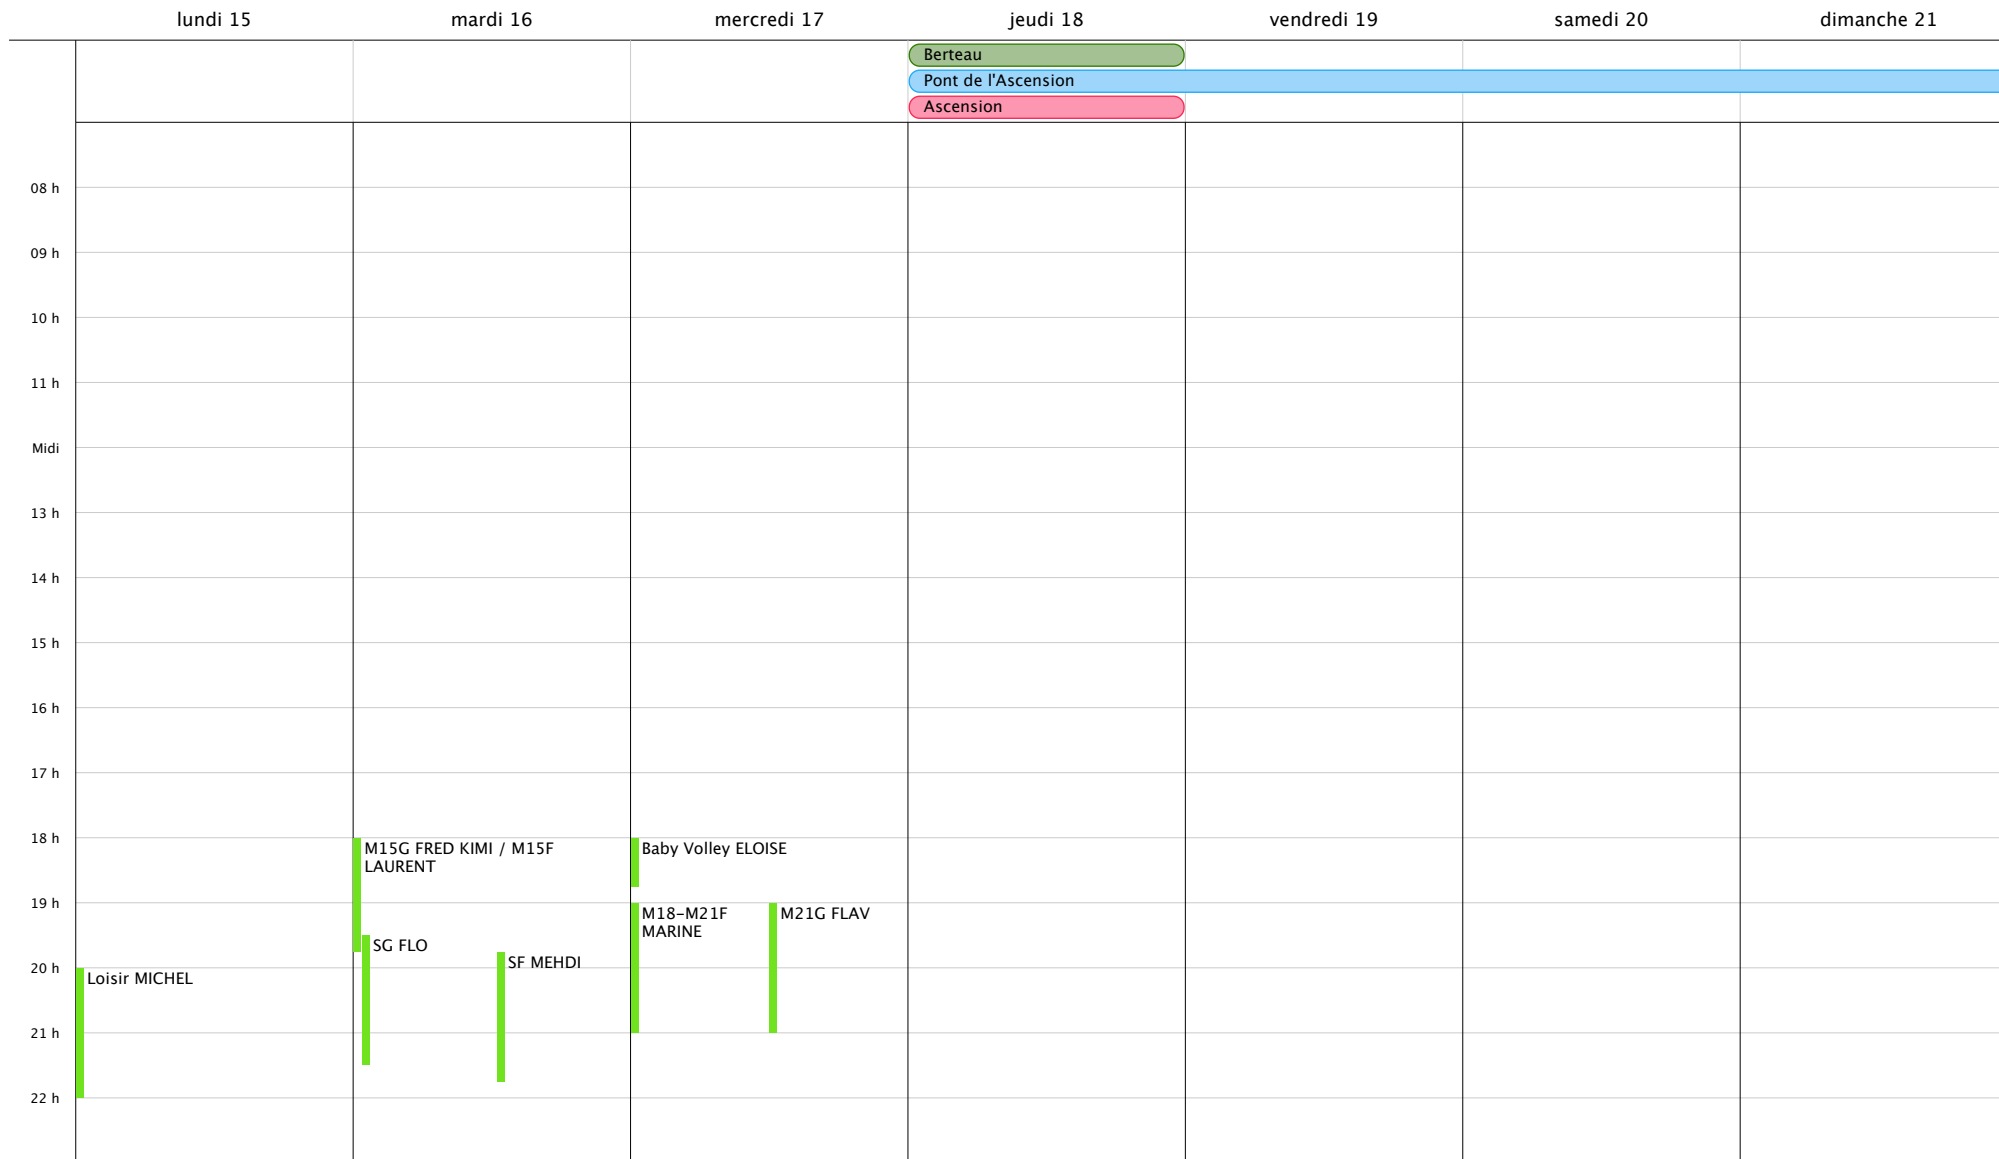 lundi 15
mardi 16
mercredi 17
jeudi 18
vendredi 19
samedi 20
dimanche 21
Berteau
Pont de l'Ascension
Ascension
08 h
09 h
10 h
11 h
Midi
13 h
14 h
15 h
16 h
17 h
18 h
19 h
20 h
21 h
22 h
Loisir MICHEL
M15G FRED KIMI / M15F
LAURENT
SG FLO
SF MEHDI
Baby Volley ELOISE
M18-M21F
MARINE
M21G FLAV